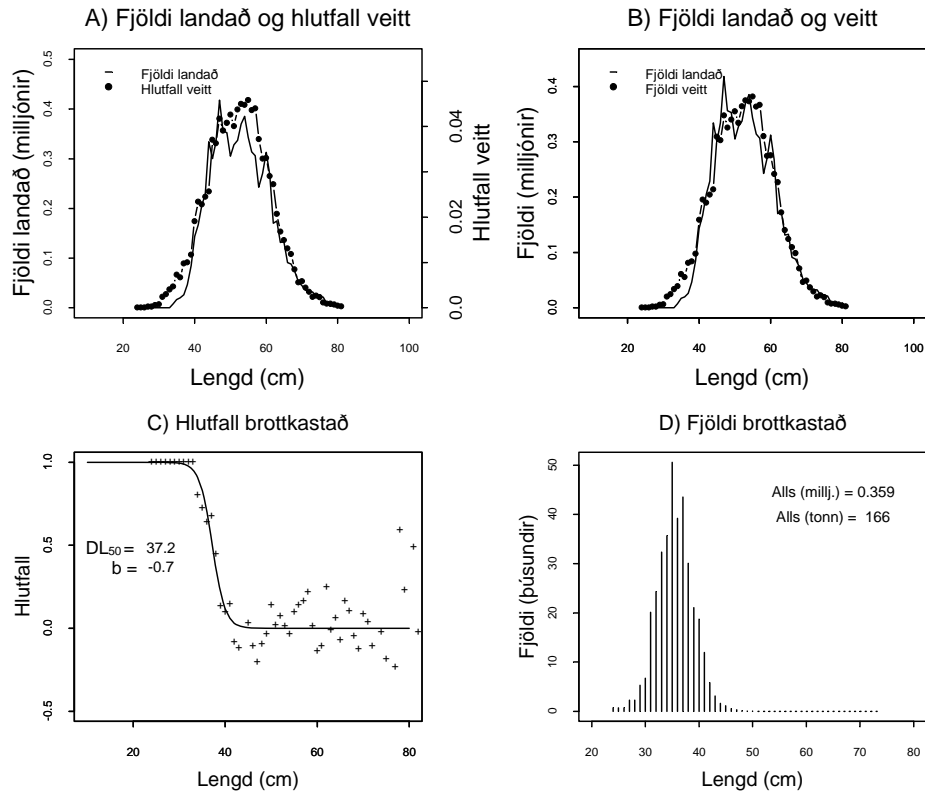 A) Fjöldi landað og hlutfall veitt
Fjöldi landað
Hlutfall veitt
Fjöldi landað (milljónir)
0.5
0.4
0.3
0.2
0.1
0.0
Hlutfall veitt
0.04
0.02
0.0
20 40 60 80 100
Lengd (cm)
B) Fjöldi landað og veitt
Fjöldi landað
Fjöldi veitt
Fjöldi (milljónir)
0.4
0.3
0.2
0.1
0.0
20 40 60 80 100
Lengd (cm)
C) Hlutfall brottkastað
Hlutfall
1.0
0.5
0.0
-0.5
DL50 = 37.2
b = -0.7
20 40 60 80
Lengd (cm)
D) Fjöldi brottkastað
Fjöldi (þúsundir)
50
40
30
20
10
0
Alls (millj.) = 0.359
Alls (tonn) = 166
20 30 40 50 60 70 80
Lengd (cm)